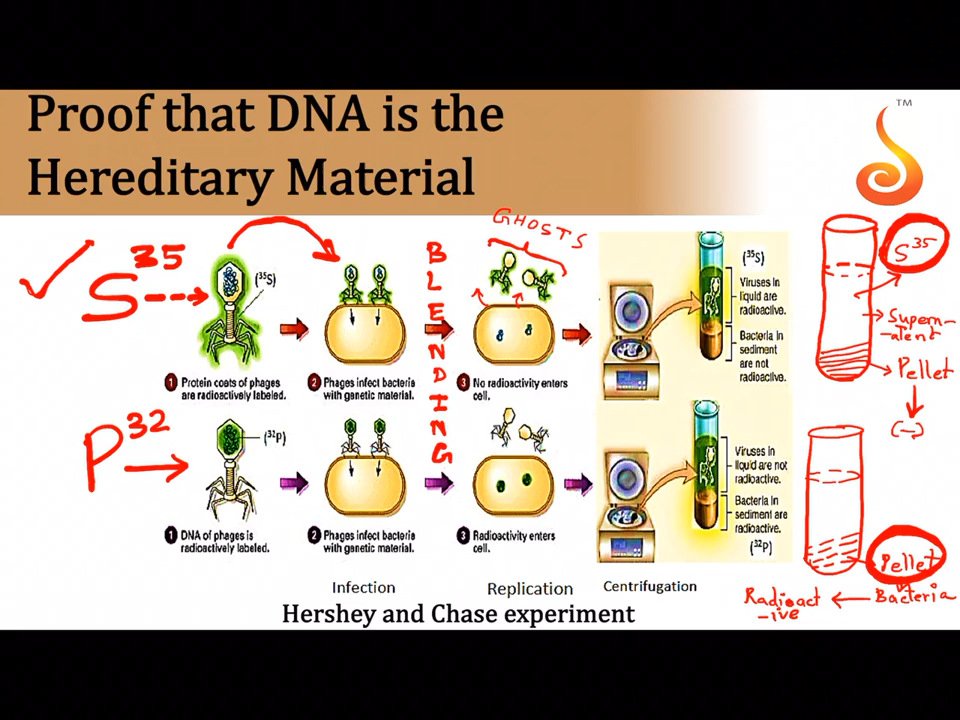 Proof that DNA is the
Hereditary Material
TM
S35
(35S)
BLENDING
GHOSTS
(35S)
Viruses in
liquid are
radioactive.
Bacteria in
sediment
are not
radioactive.
S35
Supern-
-atent
Pellet
(-)
1 Protein coats of phages
are radioactively labeled.
2 Phages infect bacteria
with genetic material.
3 No radioactivity enters
cell.
P32
(32P)
Viruses in
liquid are not
radioactive.
Bacteria in
sediment are
radioactive.
(32P)
1 DNA of phages is
radioactively labeled.
2 Phages infect bacteria
with genetic material.
3 Radioactivity enters
cell.
Pellet
Bacteria
Radioact
-ive
Infection
Replication
Centrifugation
Hershey and Chase experiment